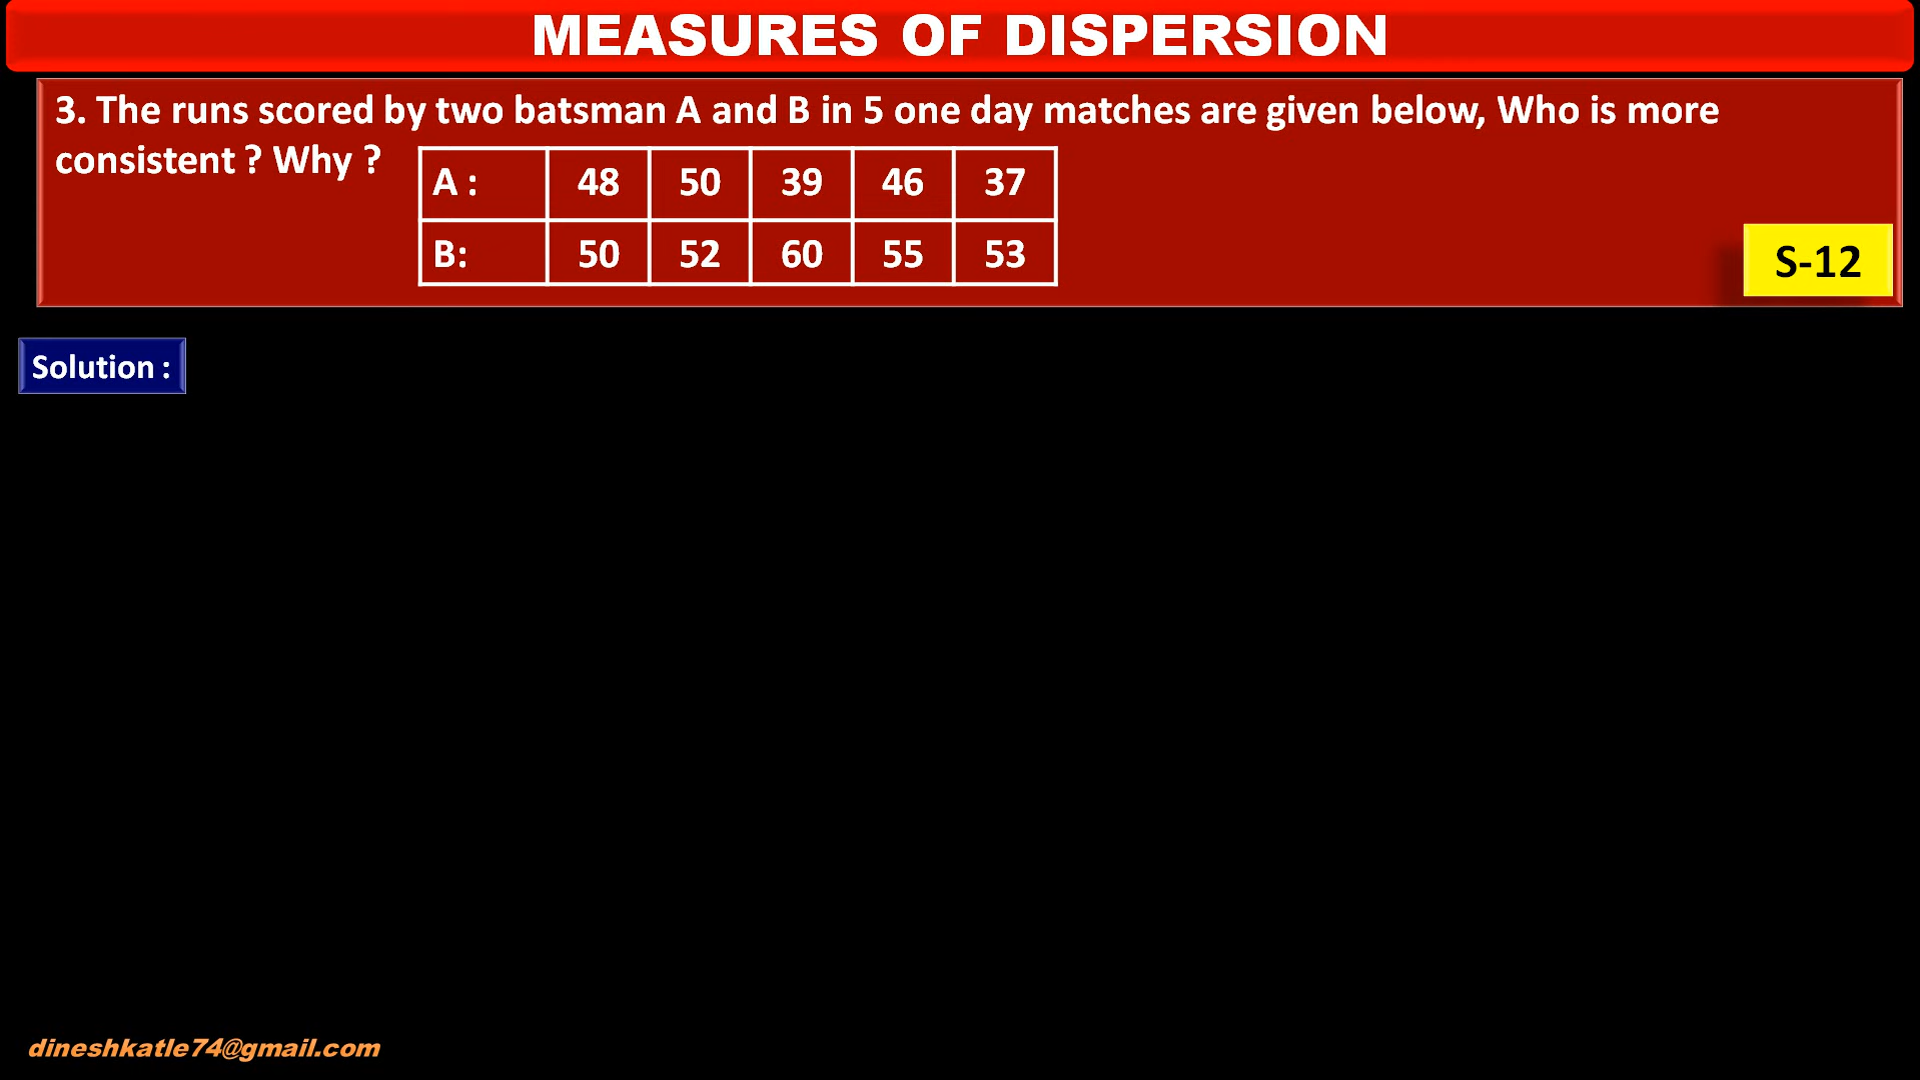 MEASURES OF DISPERSION
3. The runs scored by two batsman A and B in 5 one day matches are given below, Who is more
consistent ? Why ?
A : 48 50 39 46 37
B: 50 52 60 55 53
S-12
Solution :
dineshkatle74@gmail.com